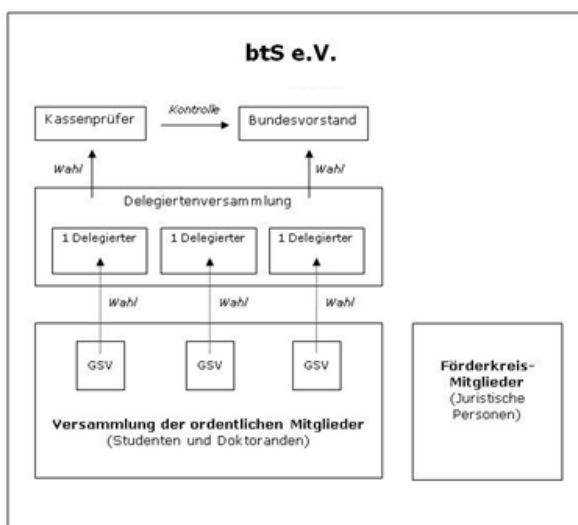 btS e.V.
Kontrolle
Kassenprüfer
Bundesvorstand
Wahl
Wahl
Delegiertenversammlung
1 Delegierter
1 Delegierter
1 Delegierter
Wahl
Wahl
Wahl
GSV
GSV
GSV
Versammlung der ordentlichen Mitglieder
(Studenten und Doktoranden)
Förderkreis-
Mitglieder
(Juristische
Personen)